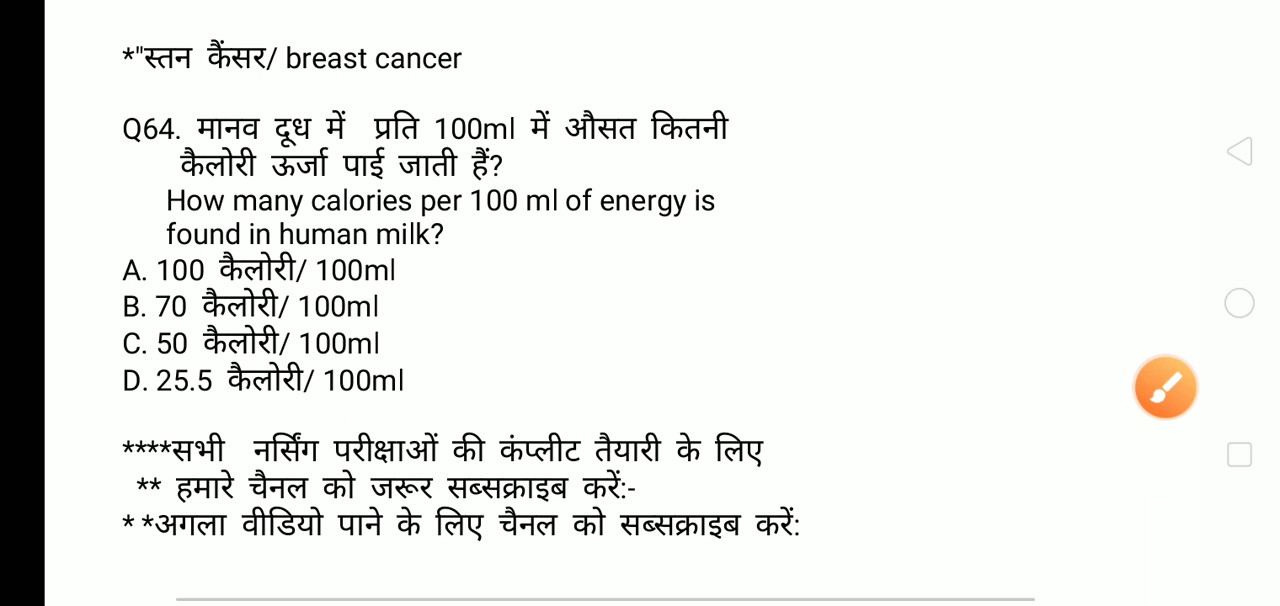 *"स्तन कैंसर/ breast cancer
Q64. मानव दूध में प्रति 100ml में औसत कितनी
कैलोरी ऊर्जा पाई जाती हैं?
How many calories per 100 ml of energy is
found in human milk?
A. 100 कैलोरी/ 100ml
B. 70 कैलोरी/ 100ml
C. 50 कैलोरी/ 100ml
D. 25.5 कैलोरी/ 100ml
****सभी नर्सिंग परीक्षाओं की कंप्लीट तैयारी के लिए
** हमारे चैनल को जरूर सब्सक्राइब करें:-
* *अगला वीडियो पाने के लिए चैनल को सब्सक्राइब करें: